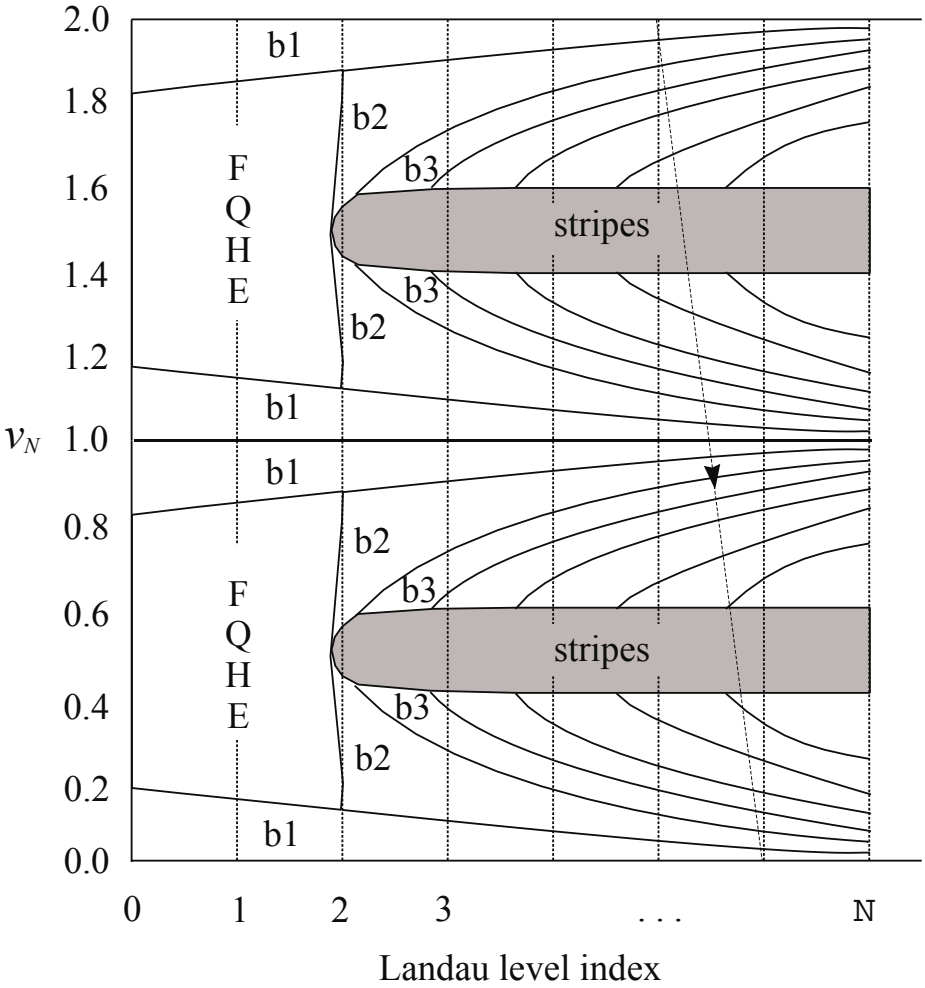 2.0
b1
1.8
b2
F
Q
H
E
b3
1.6
stripes
1.4
b3
b2
1.2
b1
νN 1.0
b1
0.8
b2
F
Q
H
E
b3
0.6
stripes
0.4
b3
b2
0.2
b1
0.0
0 1 2 3 ... N
Landau level index